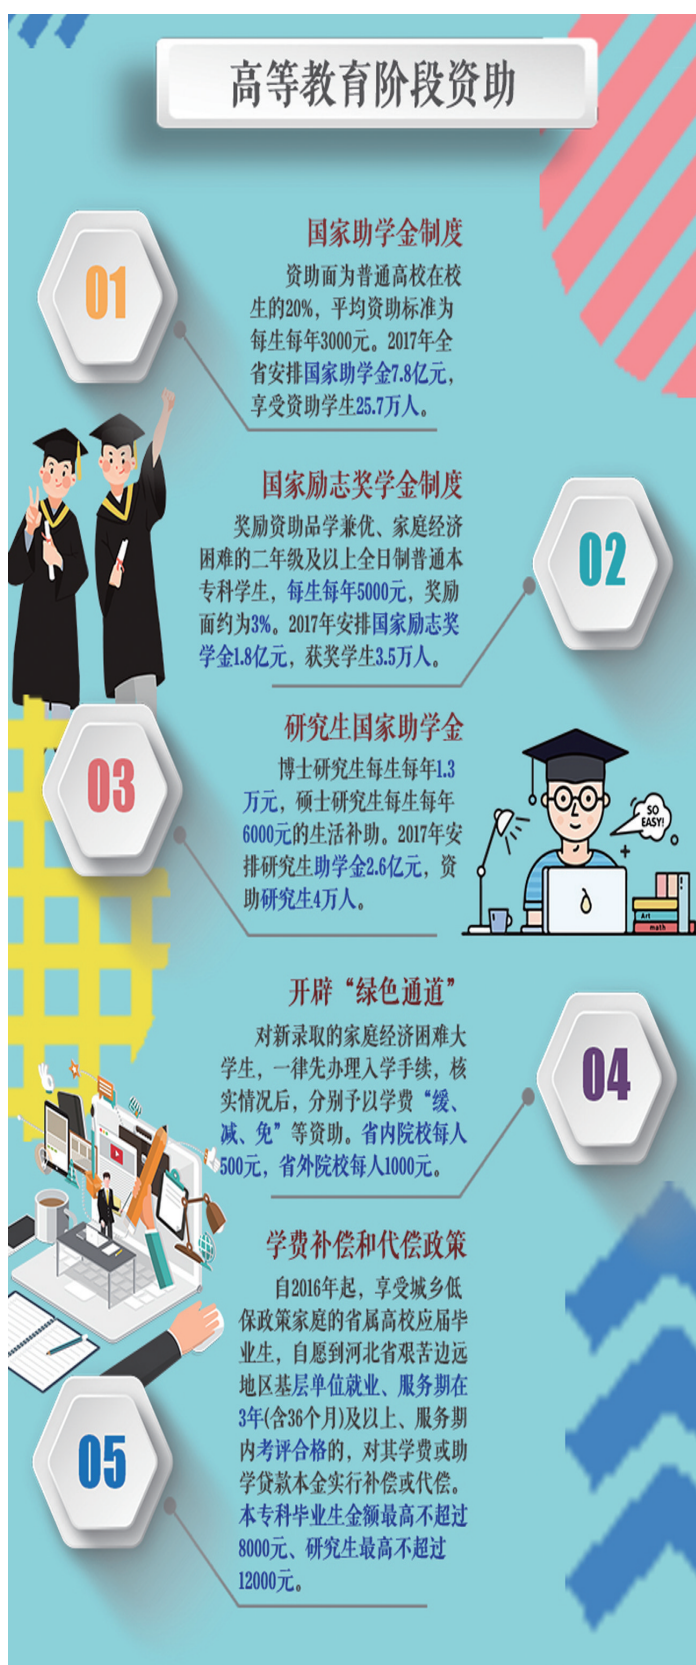 高等教育阶段资助
01
国家助学金制度
资助面为普通高校在校
生的20%，平均资助标准为
每生每年3000元。2017年全
省安排国家助学金7.8亿元，
享受资助学生25.7万人。
02
国家励志奖学金制度
奖励资助品学兼优、家庭经济
困难的二年级及以上全日制普通本
专科学生，每生每年5000元，奖励
面约为3%。2017年安排国家励志奖
学金1.8亿元，获奖学生3.5万人。
03
研究生国家助学金
博士研究生每生每年1.3
万元，硕士研究生每生每年
6000元的生活补助。2017年安
排研究生助学金2.6亿元，资
助研究生4万人。
SO
EASY!
Art
math
04
开辟“绿色通道”
对新录取的家庭经济困难大
学生，一律先办理入学手续，核
实情况后，分别予以学费“缓、
减、免”等资助。省内院校每人
500元，省外院校每人1000元。
05
学费补偿和代偿政策
自2016年起，享受城乡低
保政策家庭的省属高校应届毕
业生，自愿到河北省艰苦边远
地区基层单位就业、服务期在
3年(含36个月)及以上、服务期
内考评合格的，对其学费或助
学贷款本金实行补偿或代偿。
本专科毕业生金额最高不超过
8000元、研究生最高不超过
12000元。